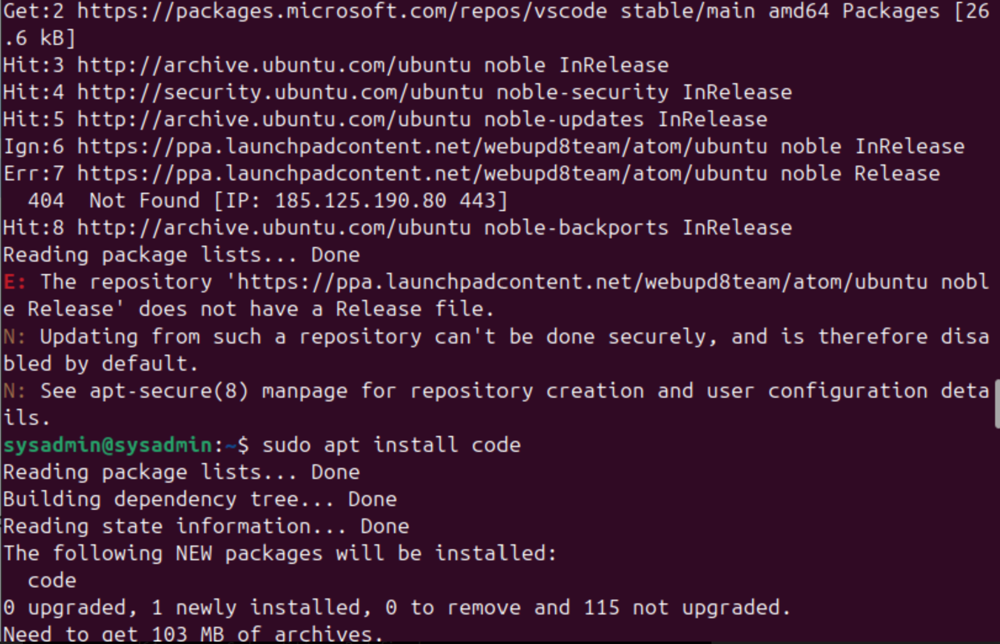 Get:2 https://packages.microsoft.com/repos/vscode stable/main amd64 Packages [26
.6 kB]
Hit:3 http://archive.ubuntu.com/ubuntu noble InRelease
Hit:4 http://security.ubuntu.com/ubuntu noble-security InRelease
Hit:5 http://archive.ubuntu.com/ubuntu noble-updates InRelease
Ign:6 https://ppa.launchpadcontent.net/webupd8team/atom/ubuntu noble InRelease
Err:7 https://ppa.launchpadcontent.net/webupd8team/atom/ubuntu noble Release
  404  Not Found [IP: 185.125.190.80 443]
Hit:8 http://archive.ubuntu.com/ubuntu noble-backports InRelease
Reading package lists... Done
E: The repository 'https://ppa.launchpadcontent.net/webupd8team/atom/ubuntu nobl
e Release' does not have a Release file.
N: Updating from such a repository can't be done securely, and is therefore disa
bled by default.
N: See apt-secure(8) manpage for repository creation and user configuration deta
ils.
sysadmin@sysadmin:~$ sudo apt install code
Reading package lists... Done
Building dependency tree... Done
Reading state information... Done
The following NEW packages will be installed:
  code
0 upgraded, 1 newly installed, 0 to remove and 115 not upgraded.
Need to get 103 MB of archives.